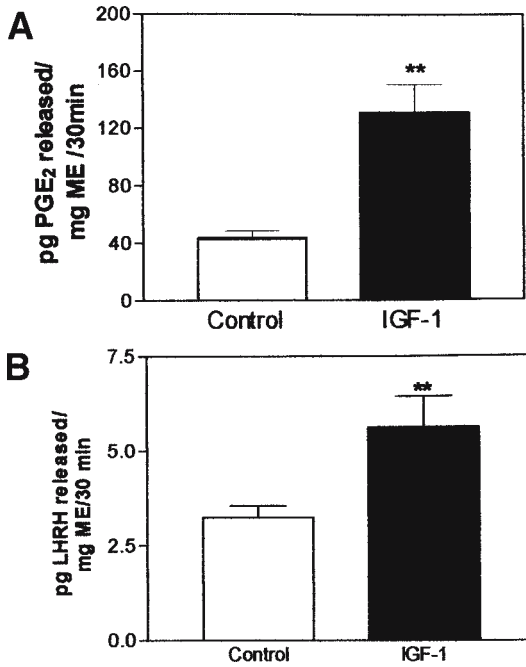 A
pg PGE₂ released/
mg ME /30min
200
160
120
80
40
0
**
Control
IGF-1
B
pg LHRH released/
mg ME/30 min
7.5
5.0
2.5
0.0
**
Control
IGF-1